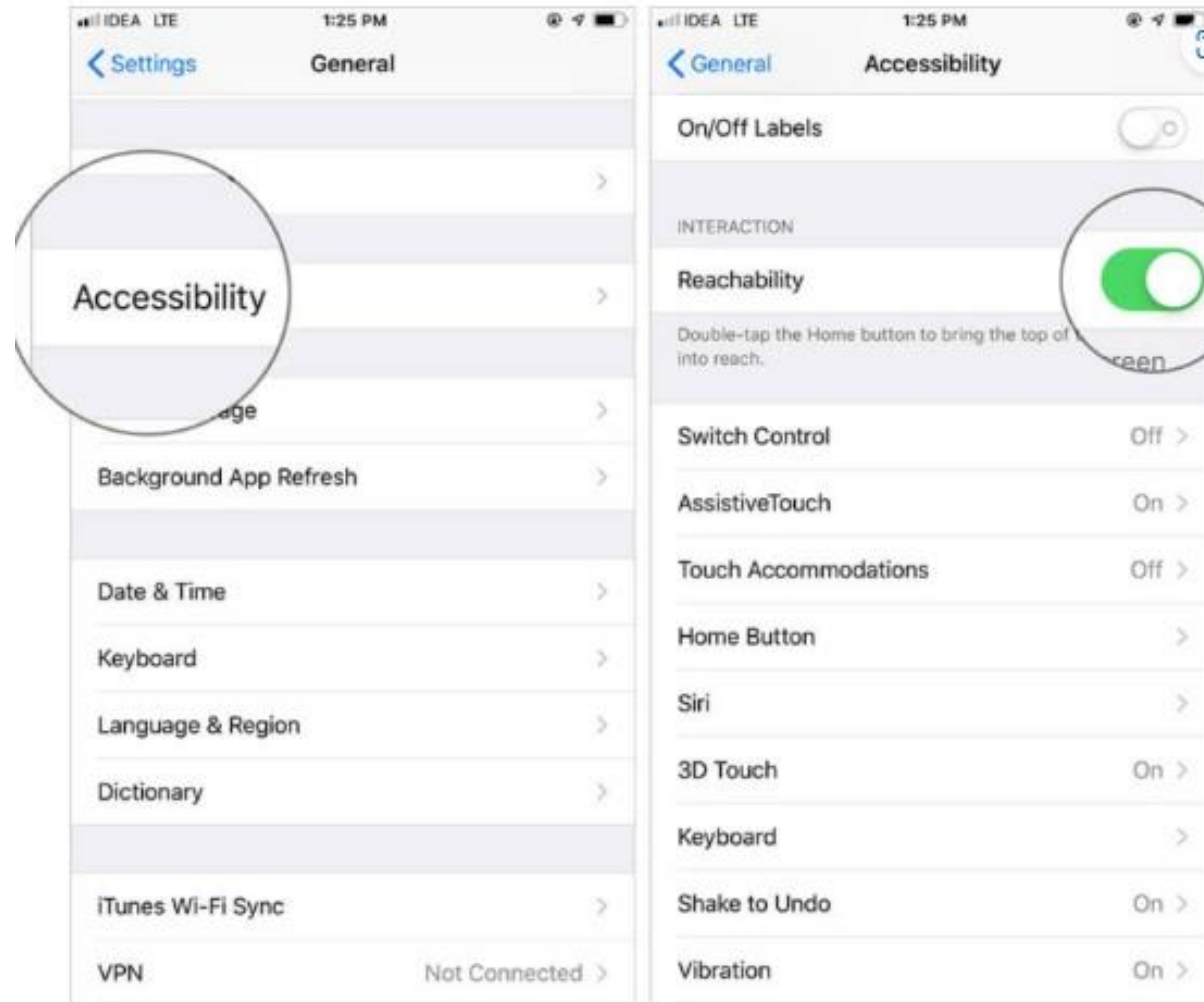 IDEA LTE 1:25 PM
Settings General
Accessibility
Background App Refresh
Date & Time
Keyboard
Language & Region
Dictionary
iTunes Wi-Fi Sync
VPN Not Connected
IDEA LTE 1:25 PM
General Accessibility
On/Off Labels
INTERACTION
Reachability
Double-tap the Home button to bring the top of
into reach.
Switch Control Off
AssistiveTouch On
Touch Accommodations Off
Home Button
Siri
3D Touch On
Keyboard
Shake to Undo On
Vibration On